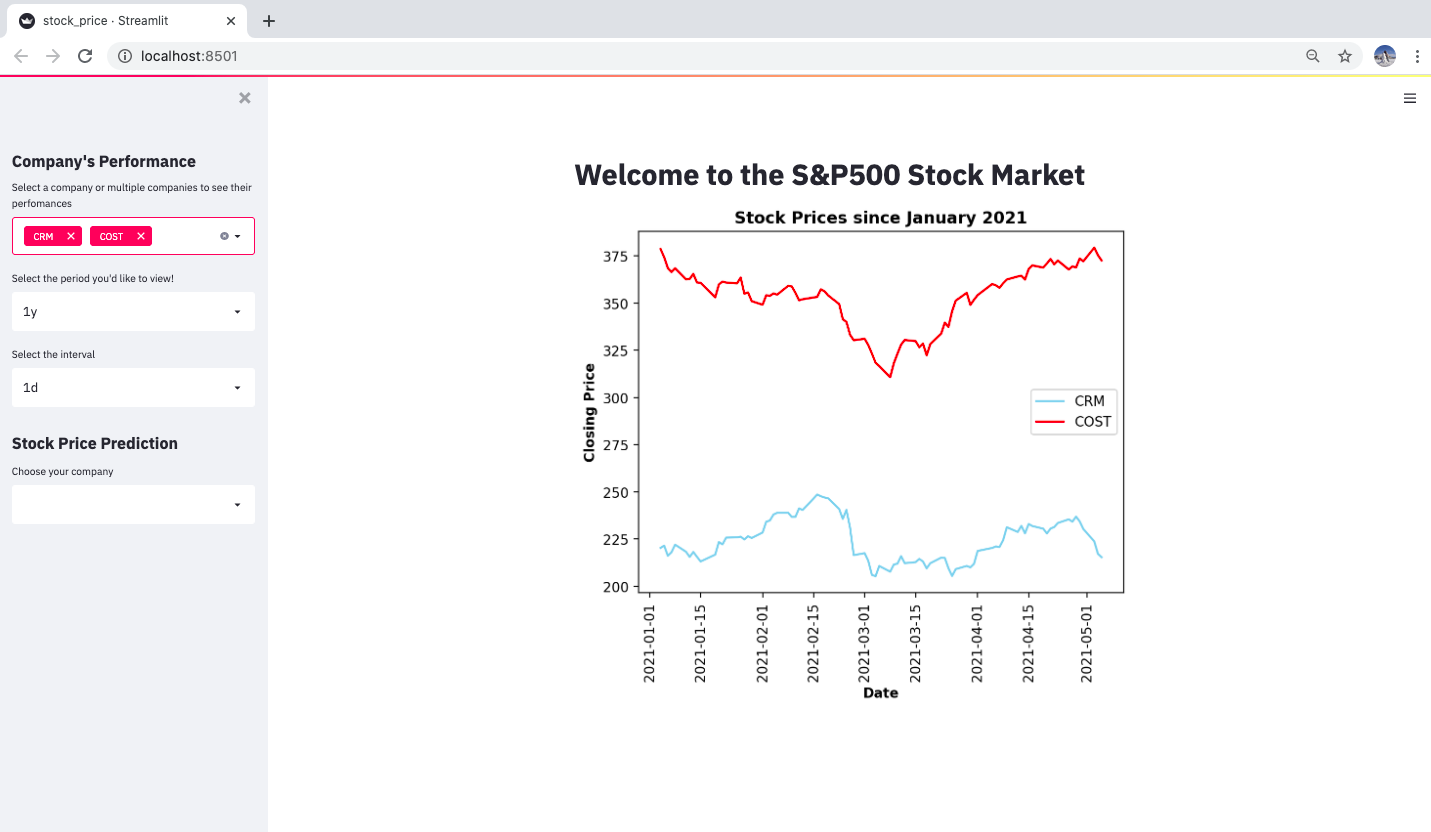 stock_price · Streamlit
localhost:8501
Company's Performance
Select a company or multiple companies to see their
perfomances
CRM
COST
Select the period you'd like to view!
1y
Select the interval
1d
Stock Price Prediction
Choose your company
Welcome to the S&P500 Stock Market
Stock Prices since January 2021
Closing Price
375
350
325
300
275
250
225
200
CRM
COST
2021-01-01
2021-01-15
2021-02-01
2021-02-15
2021-03-01
2021-03-15
2021-04-01
2021-04-15
2021-05-01
Date